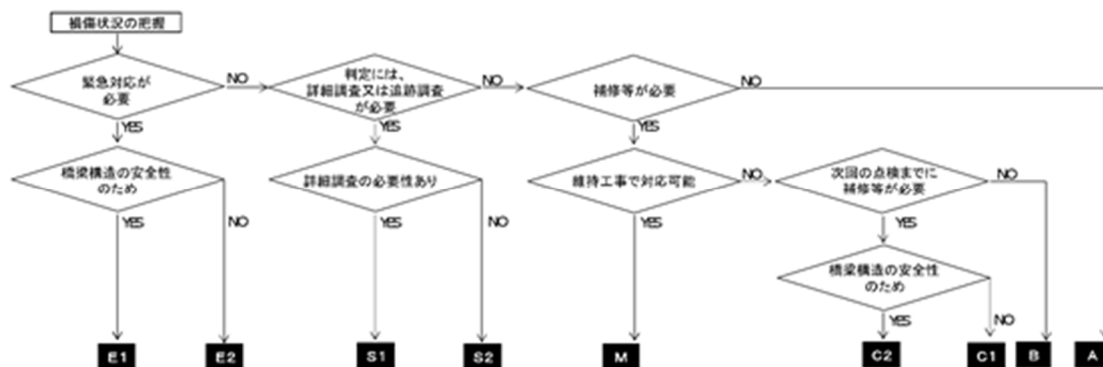 損傷状況の把握
緊急対応が
必要
NO
判定には、
詳細調査又は追跡調査
が必要
NO
補修等が必要
NO
YES
YES
YES
橋梁構造の安全性
のため
詳細調査の必要性あり
維持工事で対応可能
NO
次回の点検までに
補修等が必要
NO
YES
NO
YES
NO
YES
YES
橋梁構造の安全性
のため
YES
NO
E1
E2
S1
S2
M
C2
C1
B
A